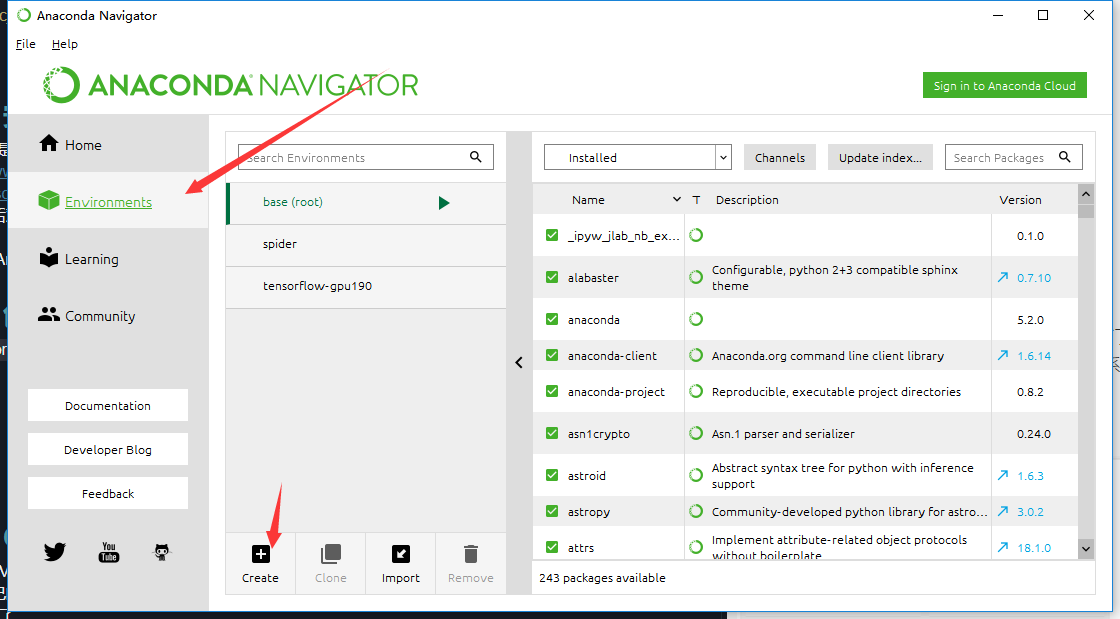 Anaconda Navigator
File Help
ANACONDA NAVIGATOR
Sign in to Anaconda Cloud
Home
Environments
Learning
Community
Documentation
Developer Blog
Feedback
You Tube
Search Environments
base (root)
spider
tensorflow-gpu190
Create Clone Import Remove
Installed Channels Update index... Search Packages
Name T Description Version
_ipyw_jlab_nb_ex... 0.1.0
alabaster Configurable, python 2+3 compatible sphinx
theme 0.7.10
anaconda 5.2.0
anaconda-client Anaconda.org command line client library 1.6.14
anaconda-project Reproducible, executable project directories 0.8.2
asn1crypto Asn.1 parser and serializer 0.24.0
astroid Abstract syntax tree for python with inference
support 1.6.3
astropy Community-developed python library for astro... 3.0.2
attrs Implement attribute-related object protocols
without boilerplate 18.1.0
243 packages available